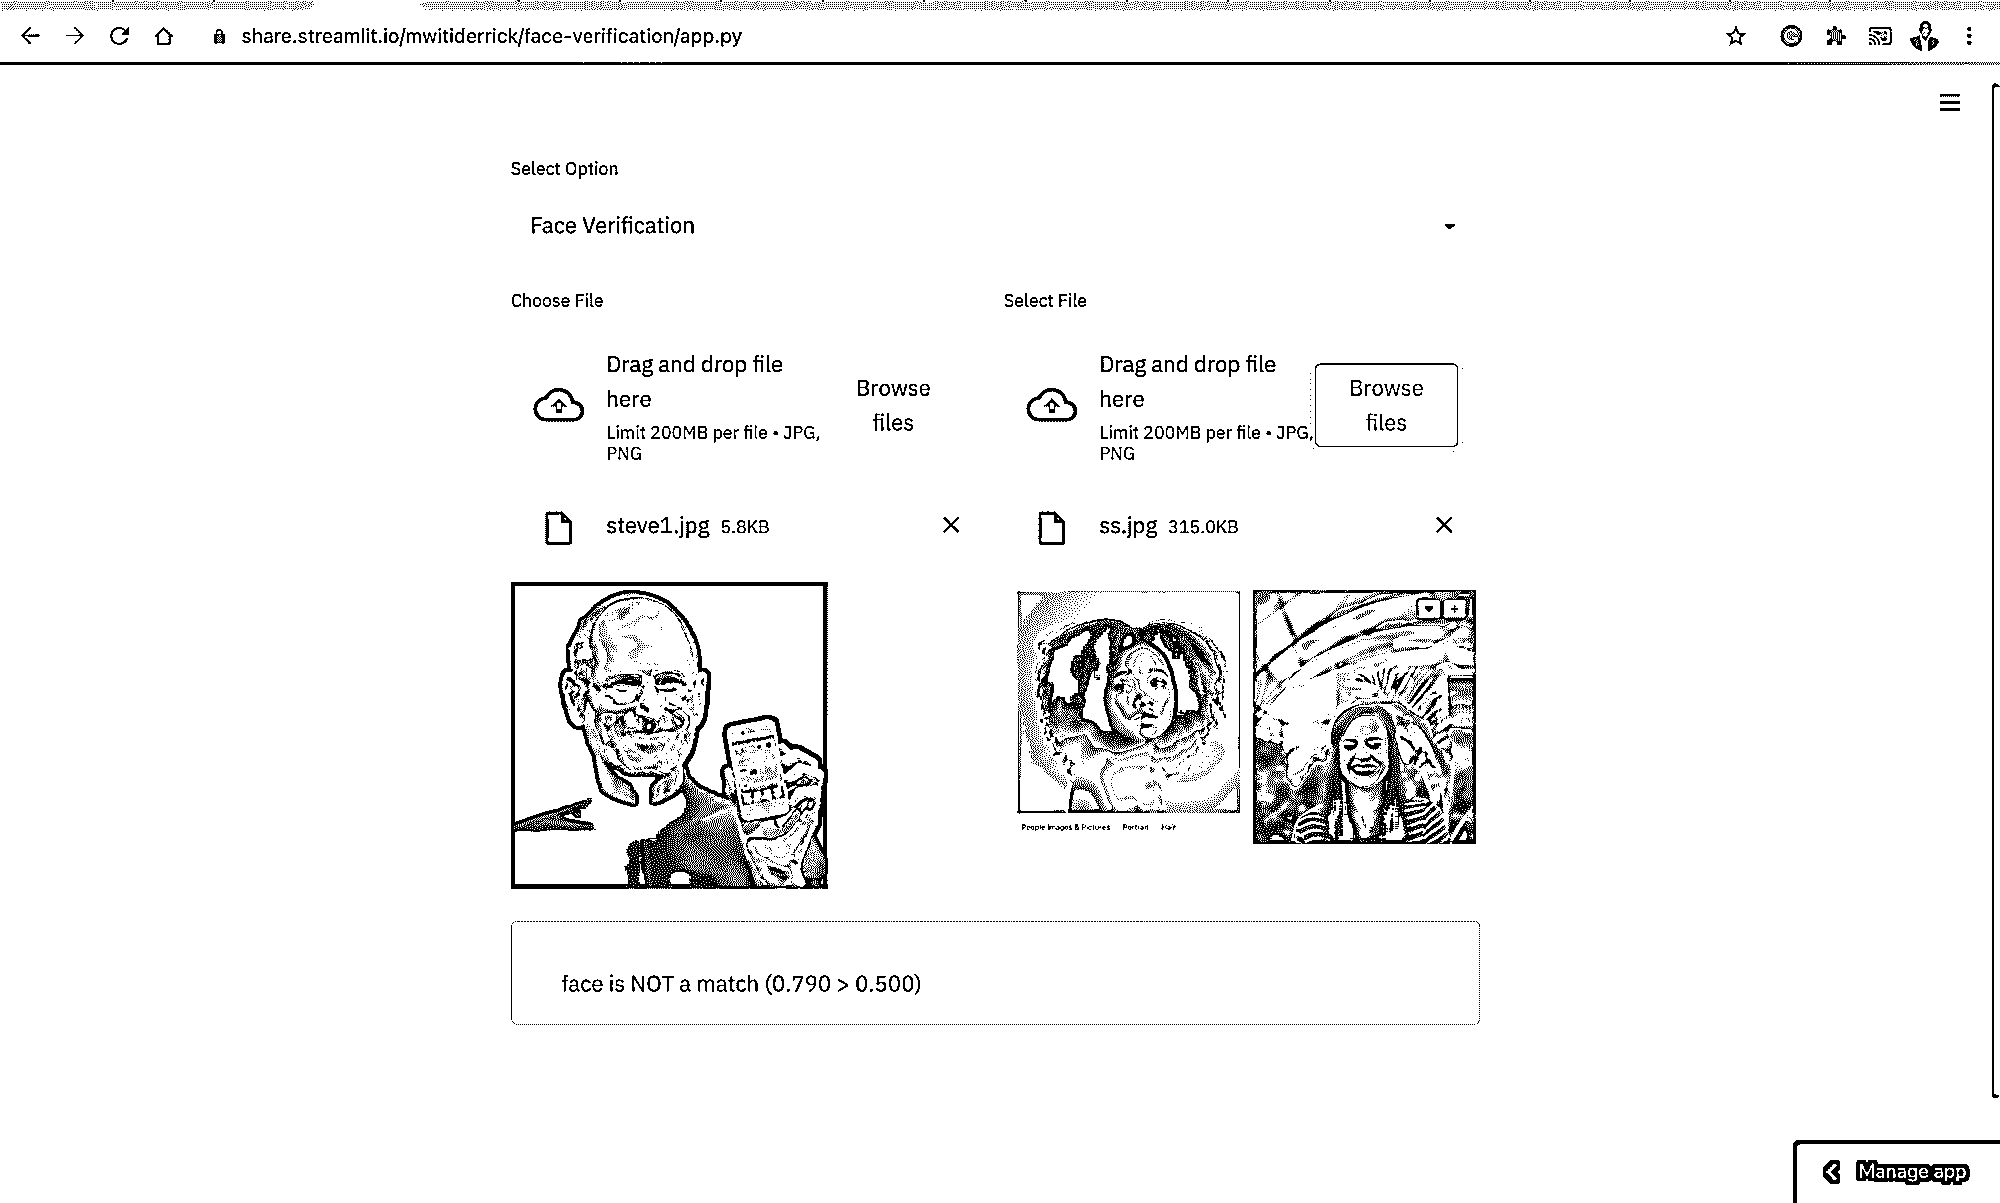 share.streamlit.io/mwitiderrick/face-verification/app.py
Select Option
Face Verification
Choose File
Drag and drop file
here
Limit 200MB per file • JPG,
PNG
Browse
files
steve1.jpg 5.8KB
Select File
Drag and drop file
here
Limit 200MB per file • JPG,
PNG
Browse
files
ss.jpg 315.0KB
People Images & Pictures Portrait Hair
face is NOT a match (0.790 > 0.500)
Manage app